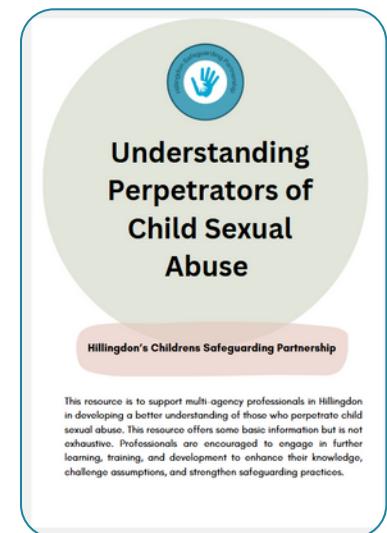 Hillingdon Safeguarding Partnership
Understanding
Perpetrators of
Child Sexual
Abuse
Hillingdon's Childrens Safeguarding Partnership
This resource is to support multi-agency professionals in Hillingdon
in developing a better understanding of those who perpetrate child
sexual abuse. This resource offers some basic information but is not
exhaustive. Professionals are encouraged to engage in further
learning, training, and development to enhance their knowledge,
challenge assumptions, and strengthen safeguarding practices.